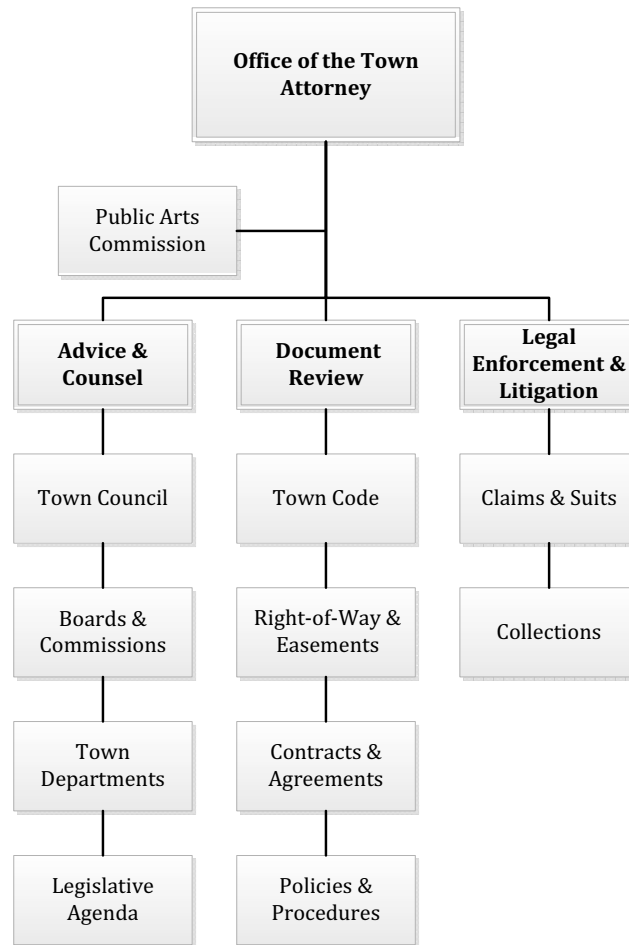 Office of the Town
Attorney
Public Arts
Commission
Advice &
Counsel
Document
Review
Legal
Enforcement &
Litigation
Town Council
Town Code
Claims & Suits
Boards &
Commissions
Right-of-Way &
Easements
Collections
Town
Departments
Contracts &
Agreements
Legislative
Agenda
Policies &
Procedures